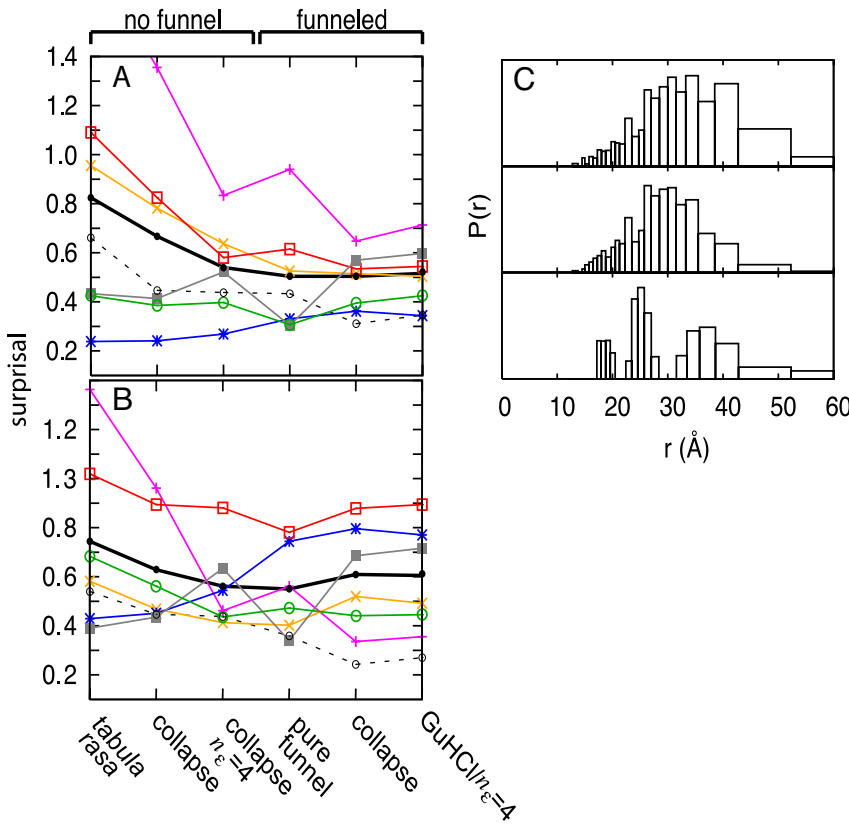 no funnel funneled
A
1.4
1.2
1.0
0.8
0.6
0.4
0.2
B
1.2
1.3
0.8
0.6
0.4
0.2
surprisal
tabula rasa
collapse
collapse nε=4
pure funnel
collapse
GuHCl/nε=4
C
P(r)
0 10 20 30 40 50 60
r (Å)